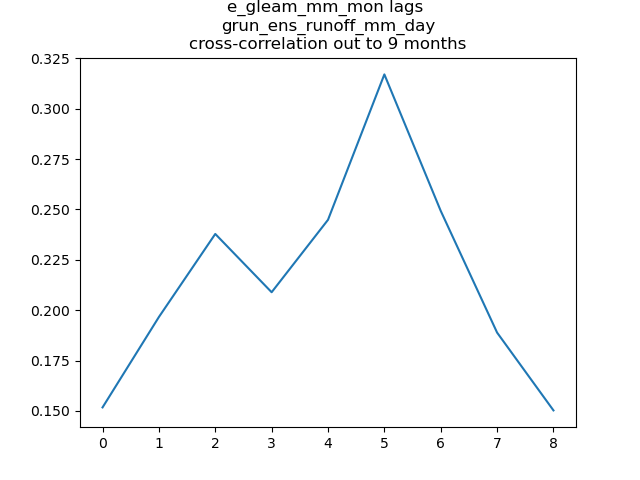 e_gleam_mm_mon lags
grun_ens_runoff_mm_day
cross-correlation out to 9 months
0.325
0.300
0.275
0.250
0.225
0.200
0.175
0.150
0 1 2 3 4 5 6 7 8